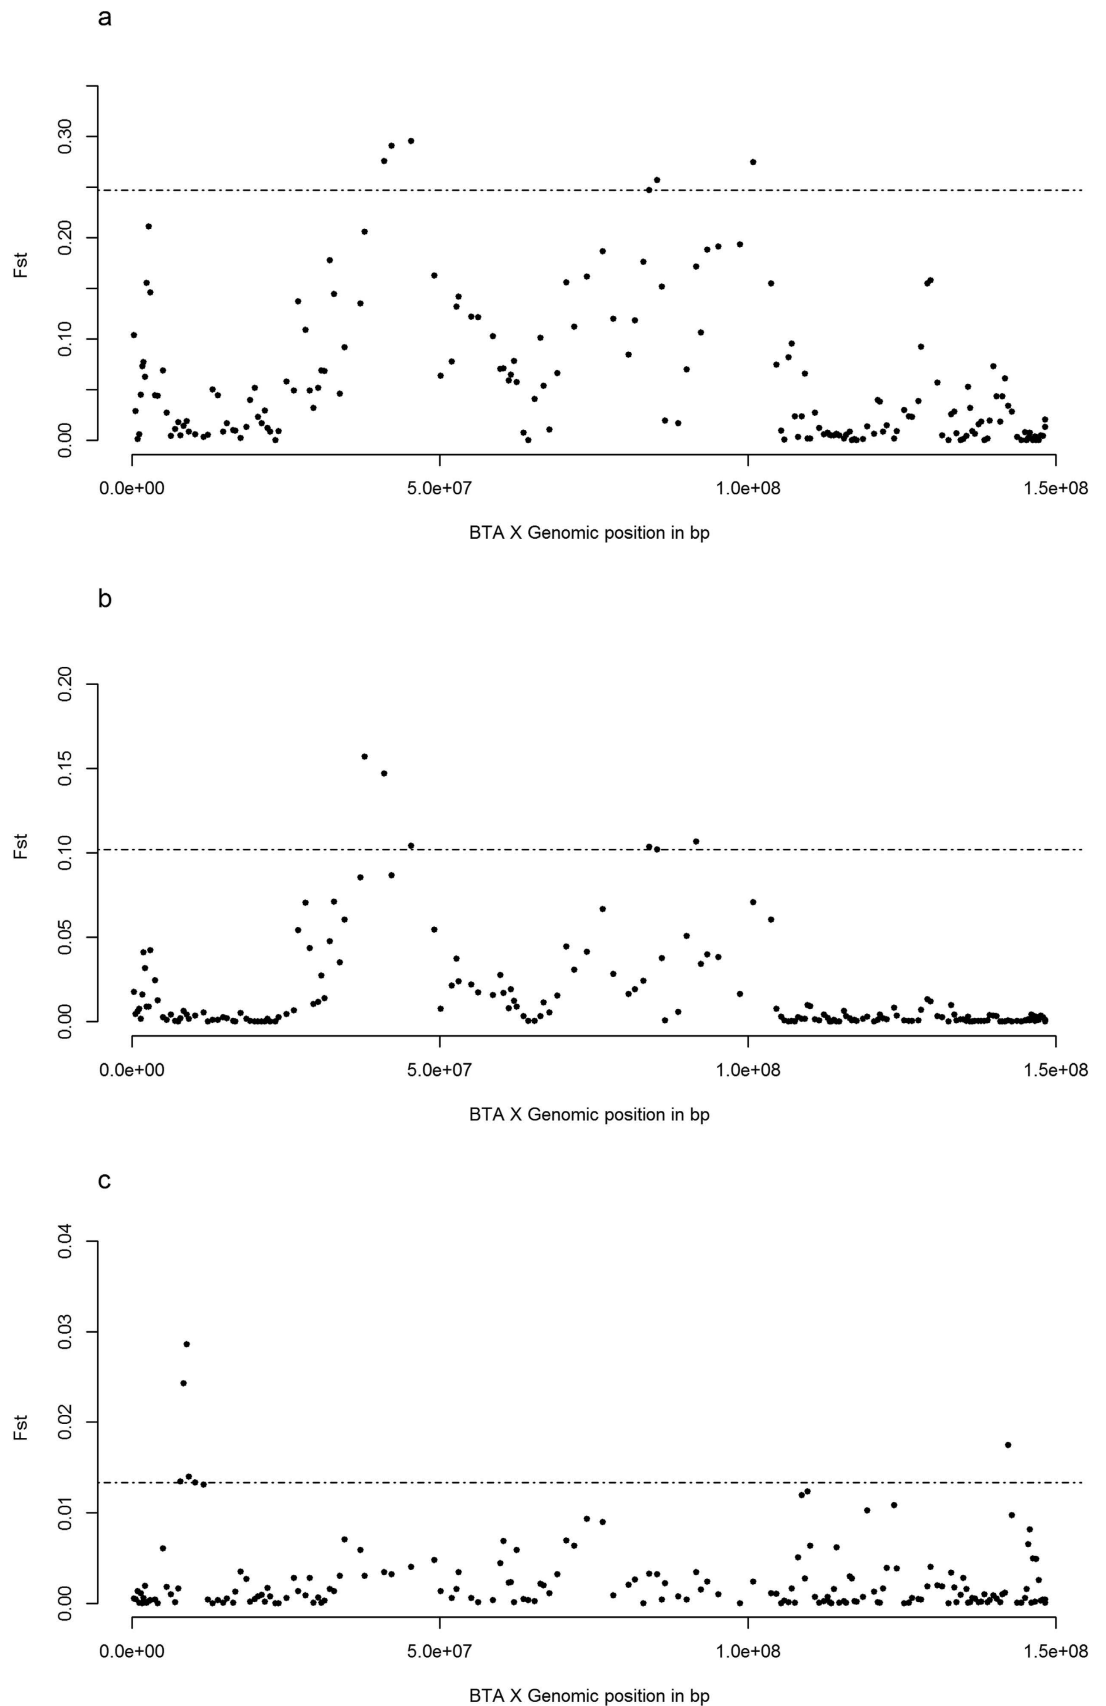 a
0.30
0.20
0.10
0.00
Fst
0.0e+00 5.0e+07 1.0e+08 1.5e+08
BTA X Genomic position in bp
b
0.20
0.15
0.10
0.05
0.00
Fst
0.0e+00 5.0e+07 1.0e+08 1.5e+08
BTA X Genomic position in bp
c
0.04
0.03
0.02
0.01
0.00
Fst
0.0e+00 5.0e+07 1.0e+08 1.5e+08
BTA X Genomic position in bp